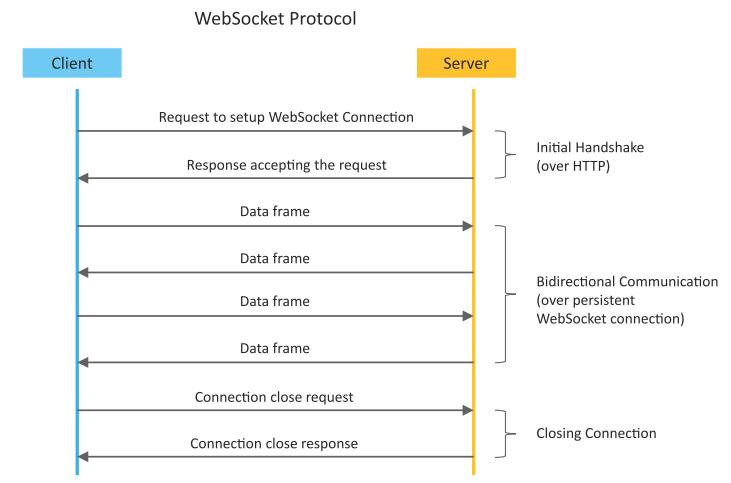 WebSocket Protocol
Client
Server
Request to setup WebSocket Connection
Initial Handshake
(over HTTP)
Response accepting the request
Data frame
Data frame
Bidirectional Communication
(over persistent
WebSocket connection)
Data frame
Data frame
Connection close request
Closing Connection
Connection close response